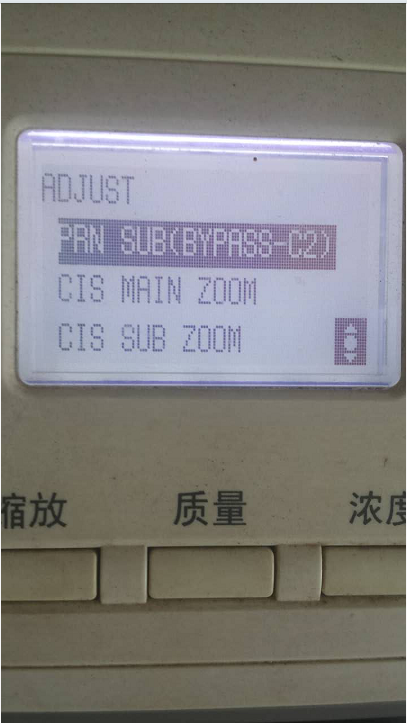 ADJUST
PRN SUB(BYPASS-C2)
CIS MAIN ZOOM
CIS SUB ZOOM
缩放 质量 浓度